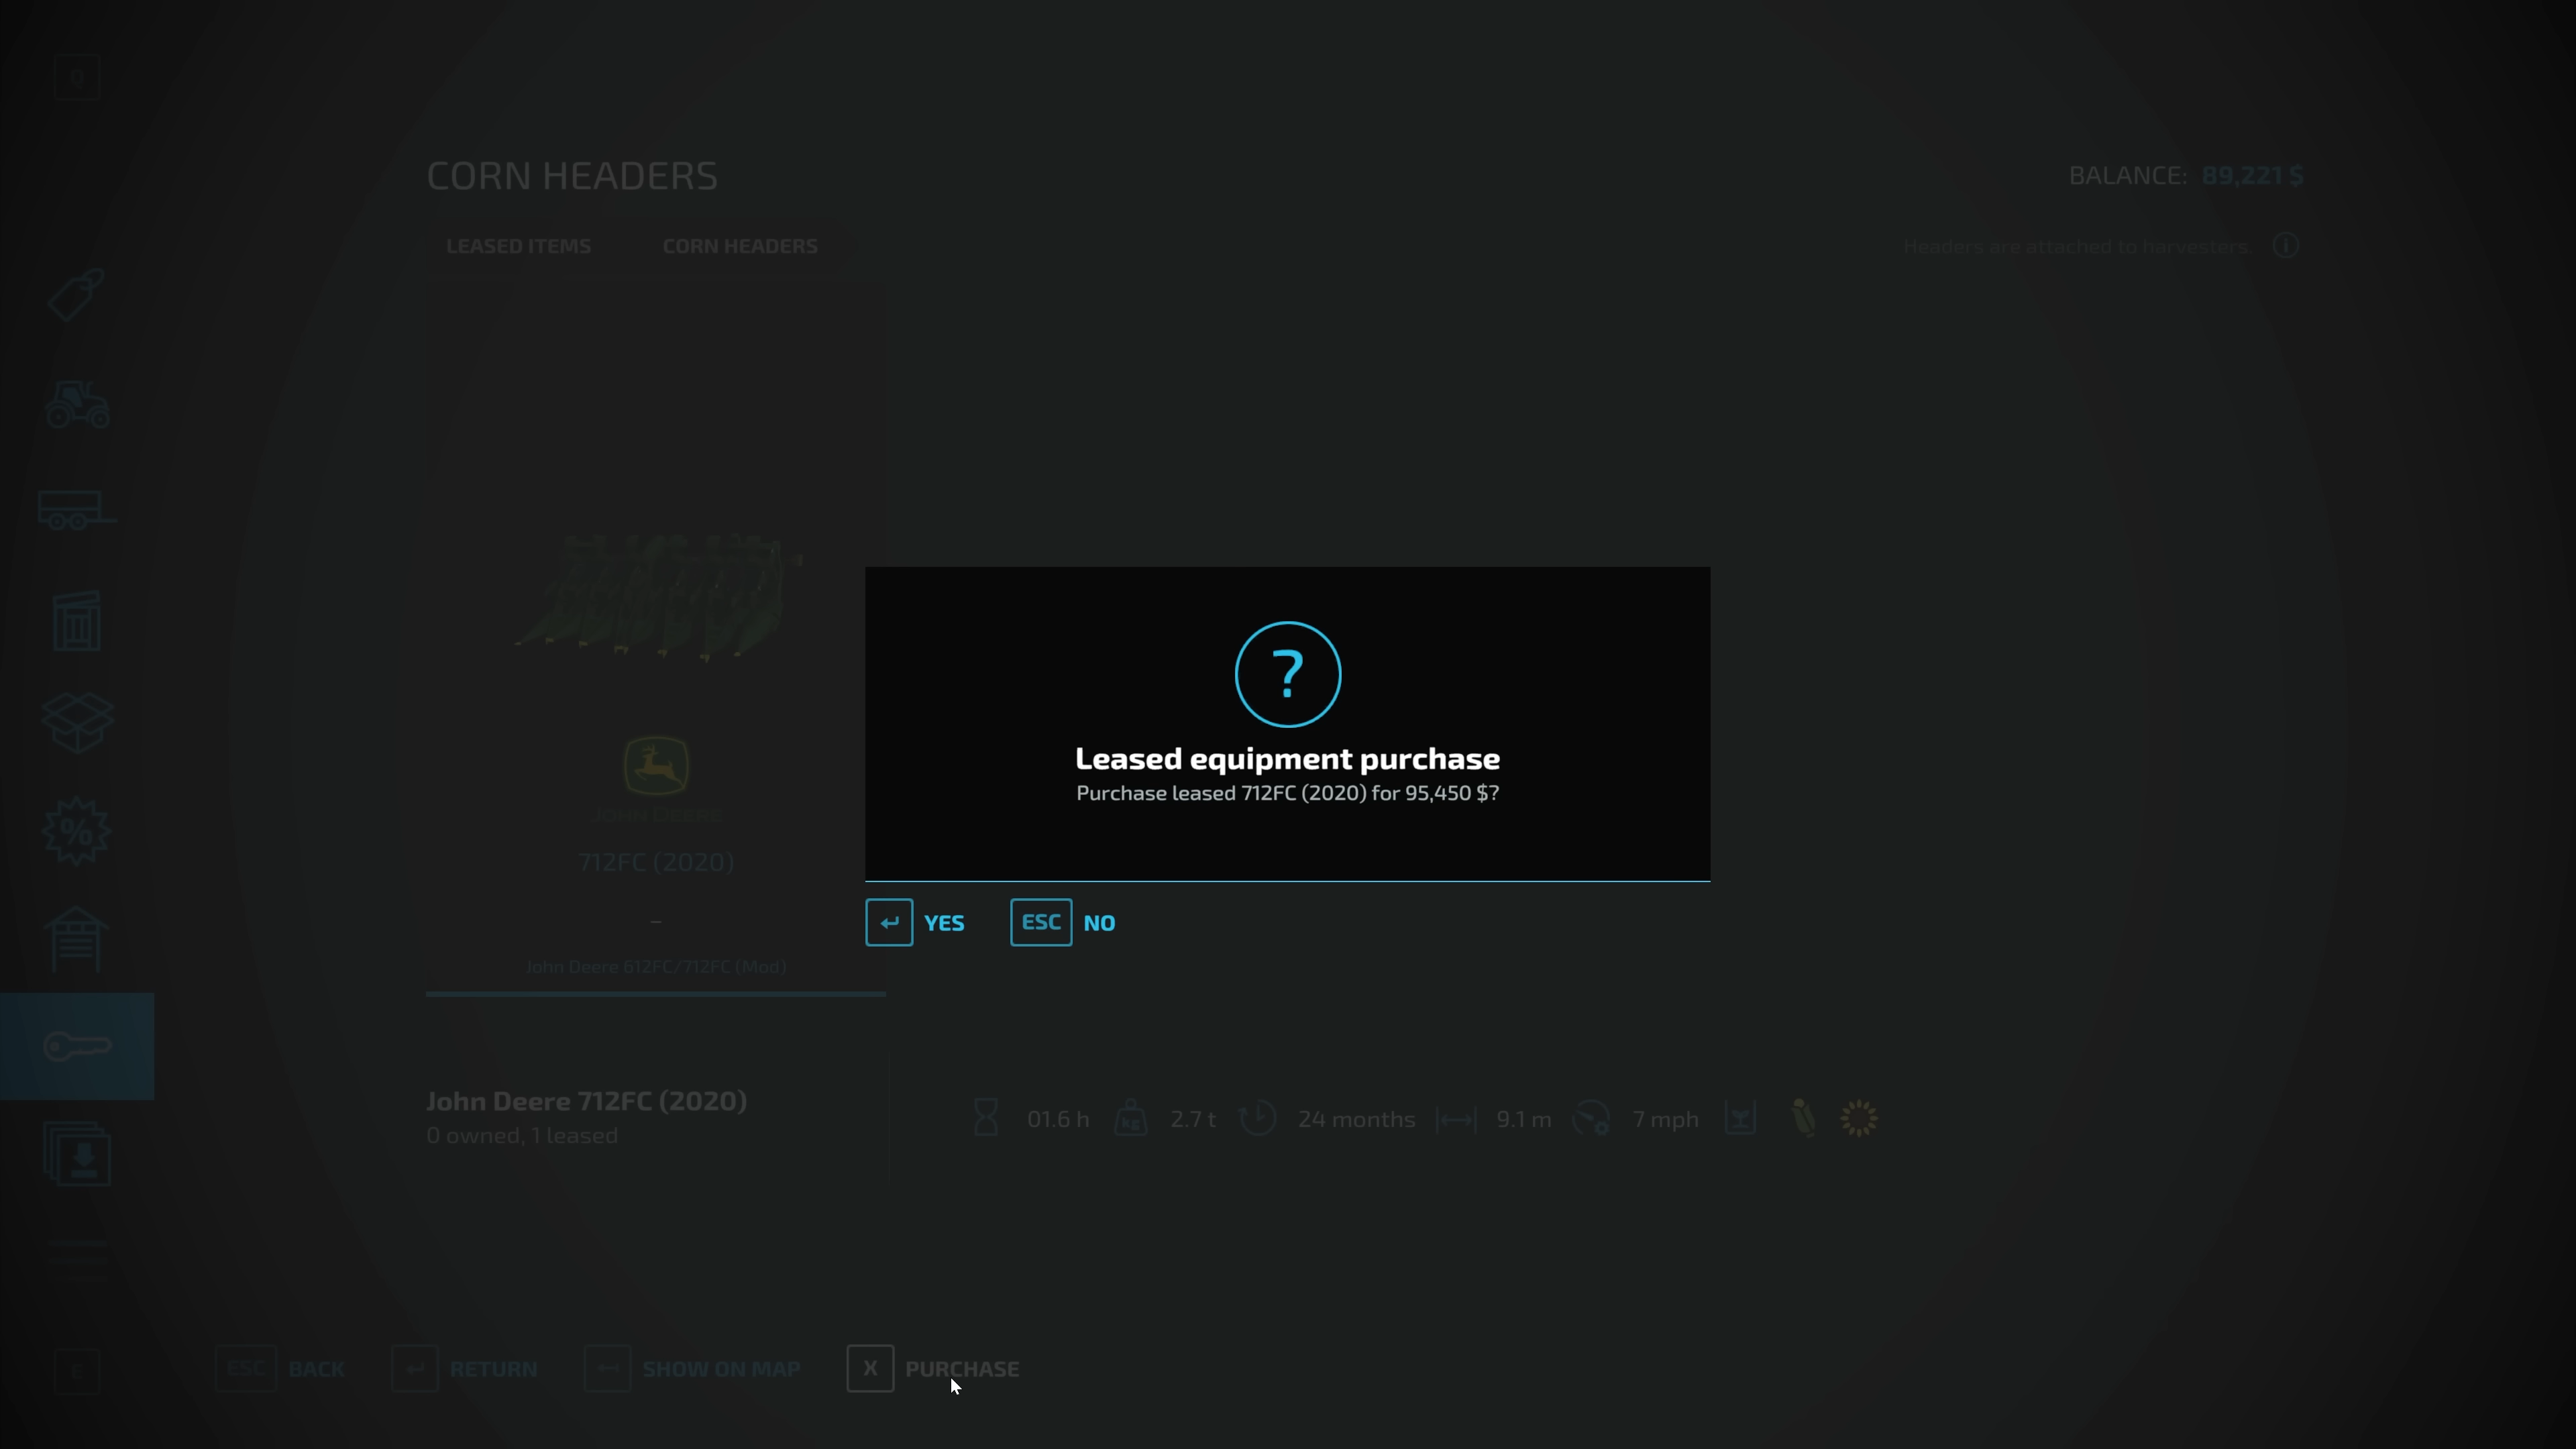 Q
CORN HEADERS
BALANCE: 89,221 $
LEASED ITEMS CORN HEADERS
Headers are attached to harvesters.
?
Leased equipment purchase
Purchase leased 712FC (2020) for 95,450 $?
JOHN DEERE
712FC (2020)
–
↵ YES ESC NO
John Deere 612FC/712FC (Mod)
John Deere 712FC (2020)
0 owned, 1 leased
01.6 h kg 2.7 t 24 months 9.1 m 7 mph
E
ESC BACK ↵ RETURN SHOW ON MAP X PURCHASE